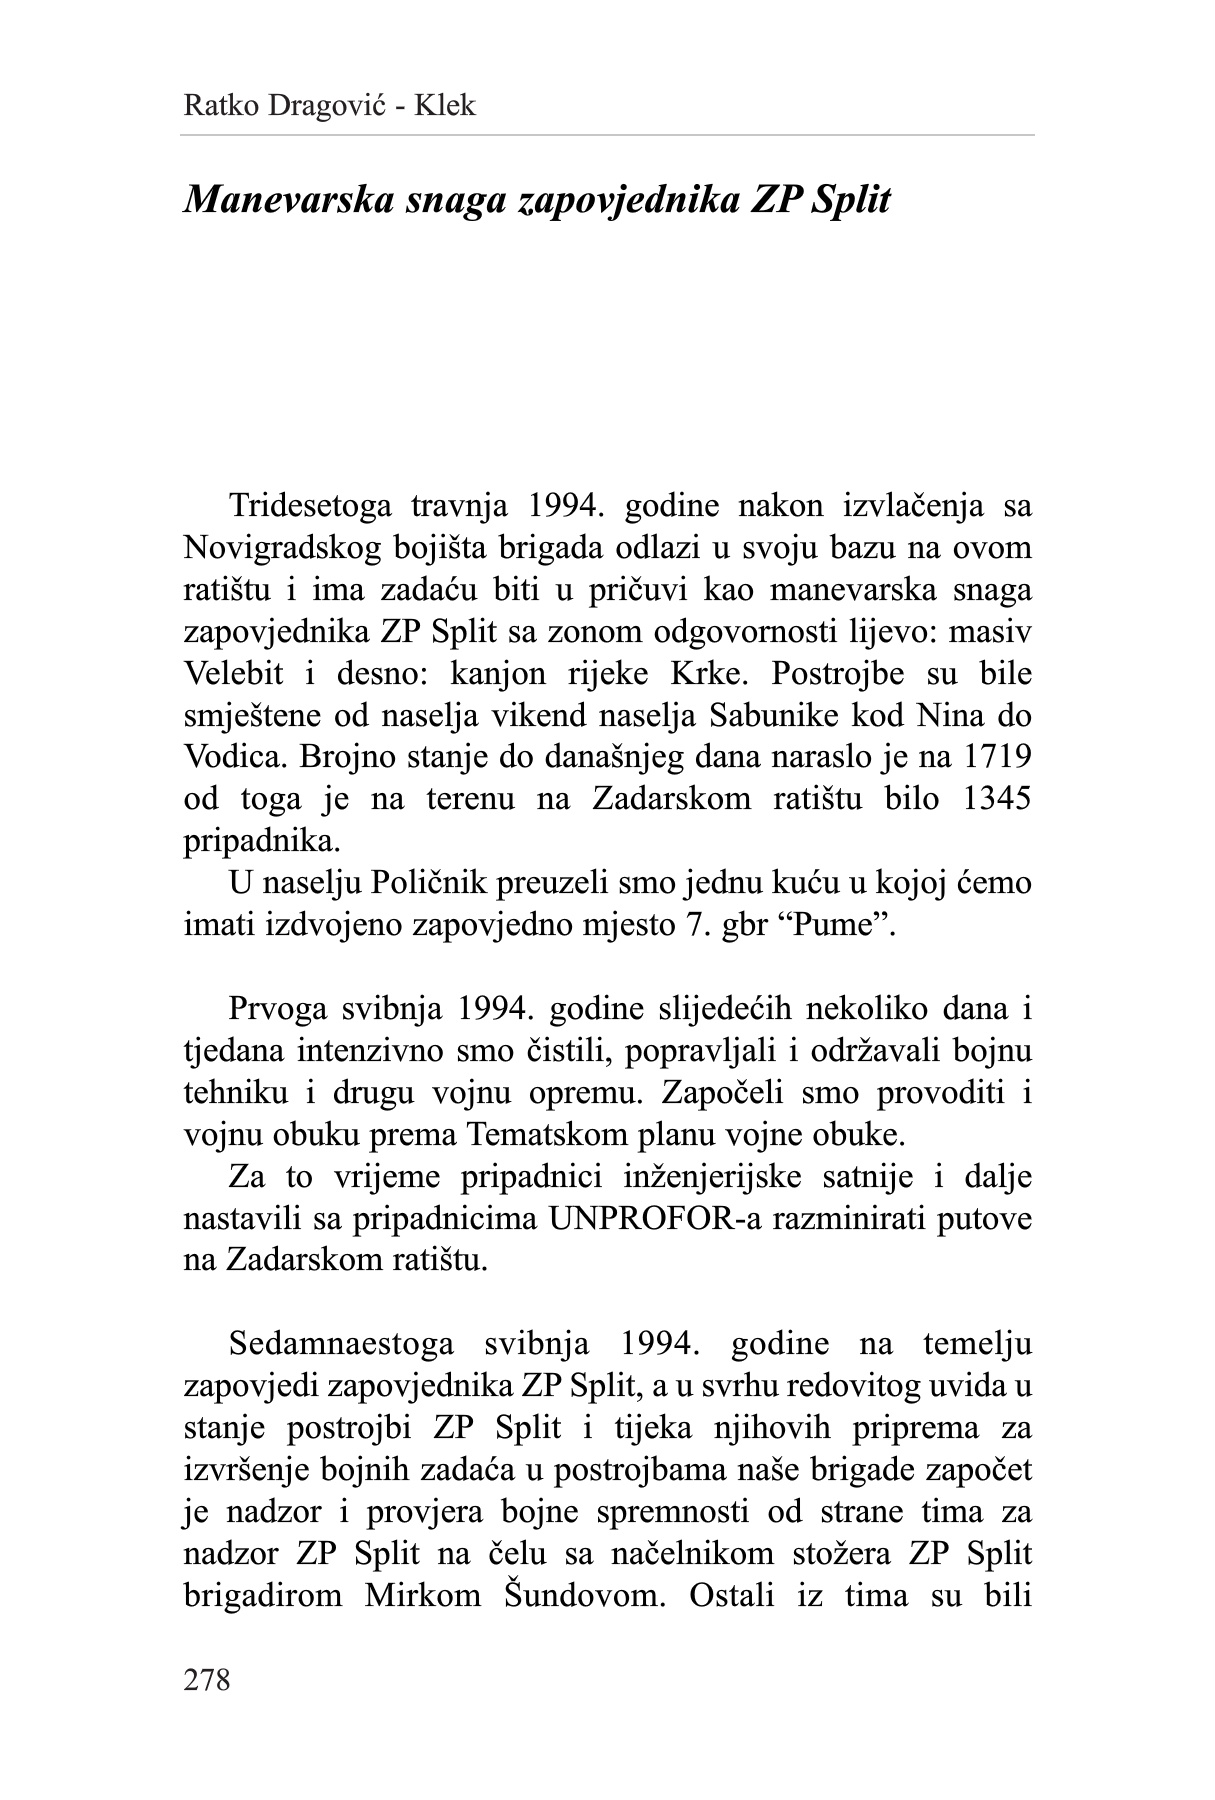 Ratko Dragović - Klek
Manevarska snaga zapovjednika ZP Split
Tridesetoga travnja 1994. godine nakon izvlačenja sa
Novigradskog bojišta brigada odlazi u svoju bazu na ovom
ratištu i ima zadaću biti u pričuvi kao manevarska snaga
zapovjednika ZP Split sa zonom odgovornosti lijevo: masiv
Velebit i desno: kanjon rijeke Krke. Postrojbe su bile
smještene od naselja vikend naselja Sabunike kod Nina do
Vodica. Brojno stanje do današnjeg dana naraslo je na 1719
od toga je na terenu na Zadarskom ratištu bilo 1345
pripadnika.
U naselju Poličnik preuzeli smo jednu kuću u kojoj ćemo
imati izdvojeno zapovjedno mjesto 7. gbr “Pume”.
Prvoga svibnja 1994. godine slijedećih nekoliko dana i
tjedana intenzivno smo čistili, popravljali i održavali bojnu
tehniku i drugu vojnu opremu. Započeli smo provoditi i
vojnu obuku prema Tematskom planu vojne obuke.
Za to vrijeme pripadnici inženjerijske satnije i dalje
nastavili sa pripadnicima UNPROFOR-a razminirati putove
na Zadarskom ratištu.
Sedamnaestoga svibnja 1994. godine na temelju
zapovjedi zapovjednika ZP Split, a u svrhu redovitog uvida u
stanje postrojbi ZP Split i tijeka njihovih priprema za
izvršenje bojnih zadaća u postrojbama naše brigade započet
je nadzor i provjera bojne spremnosti od strane tima za
nadzor ZP Split na čelu sa načelnikom stožera ZP Split
brigadirom Mirkom Šundovom. Ostali iz tima su bili
278